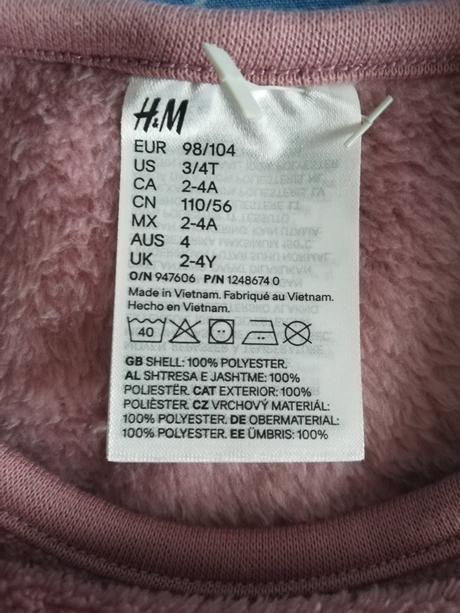 H&M
EUR 98/104
US 3/4T
CA 2-4A
CN 110/56
MX 2-4A
AUS 4
UK 2-4Y
O/N 947606 P/N 1248674 0
Made in Vietnam. Fabriqué au Vietnam.
Hecho en Vietnam.
40
GB SHELL: 100% POLYESTER.
AL SHTRESA E JASHTME: 100%
POLIESTËR. CAT EXTERIOR: 100%
POLIÈSTER. CZ VRCHOVÝ MATERIÁL:
100% POLYESTER. DE OBERMATERIAL:
100% POLYESTER. EE ÜMBRIS: 100%